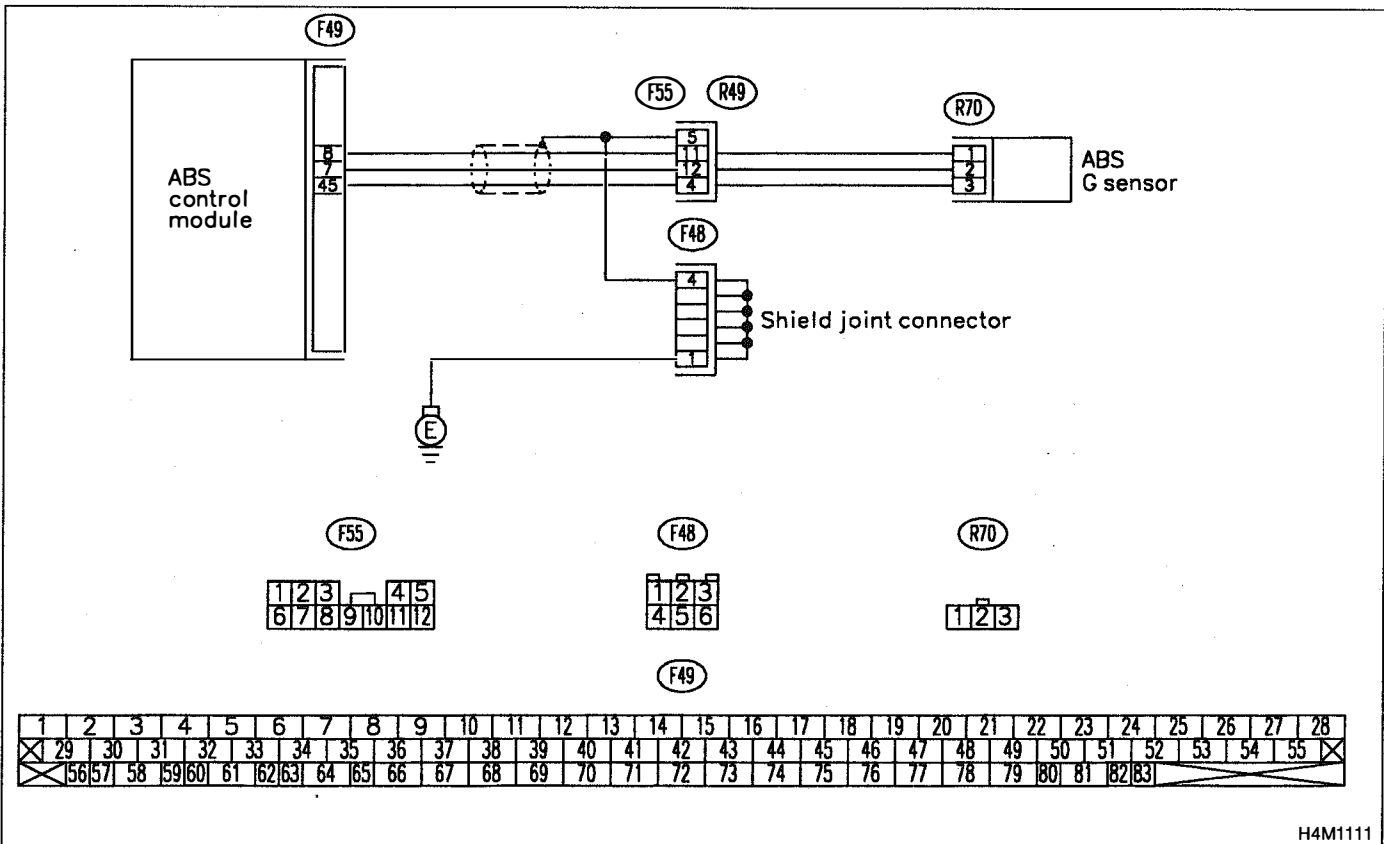 F49
F55 R49
R70
ABS
control
module
8
7
45
5
11
12
4
1
2
3
ABS
G sensor
F48
4
1
Shield joint connector
E
F55
F48
R70
1 2 3 4 5
6 7 8 9 10 11 12
1 2 3
4 5 6
1 2 3
F49
1 2 3 4 5 6 7 8 9 10 11 12 13 14 15 16 17 18 19 20 21 22 23 24 25 26 27 28
29 30 31 32 33 34 35 36 37 38 39 40 41 42 43 44 45 46 47 48 49 50 51 52 53 54 55
56 57 58 59 60 61 62 63 64 65 66 67 68 69 70 71 72 73 74 75 76 77 78 79 80 81 82 83
H4M1111